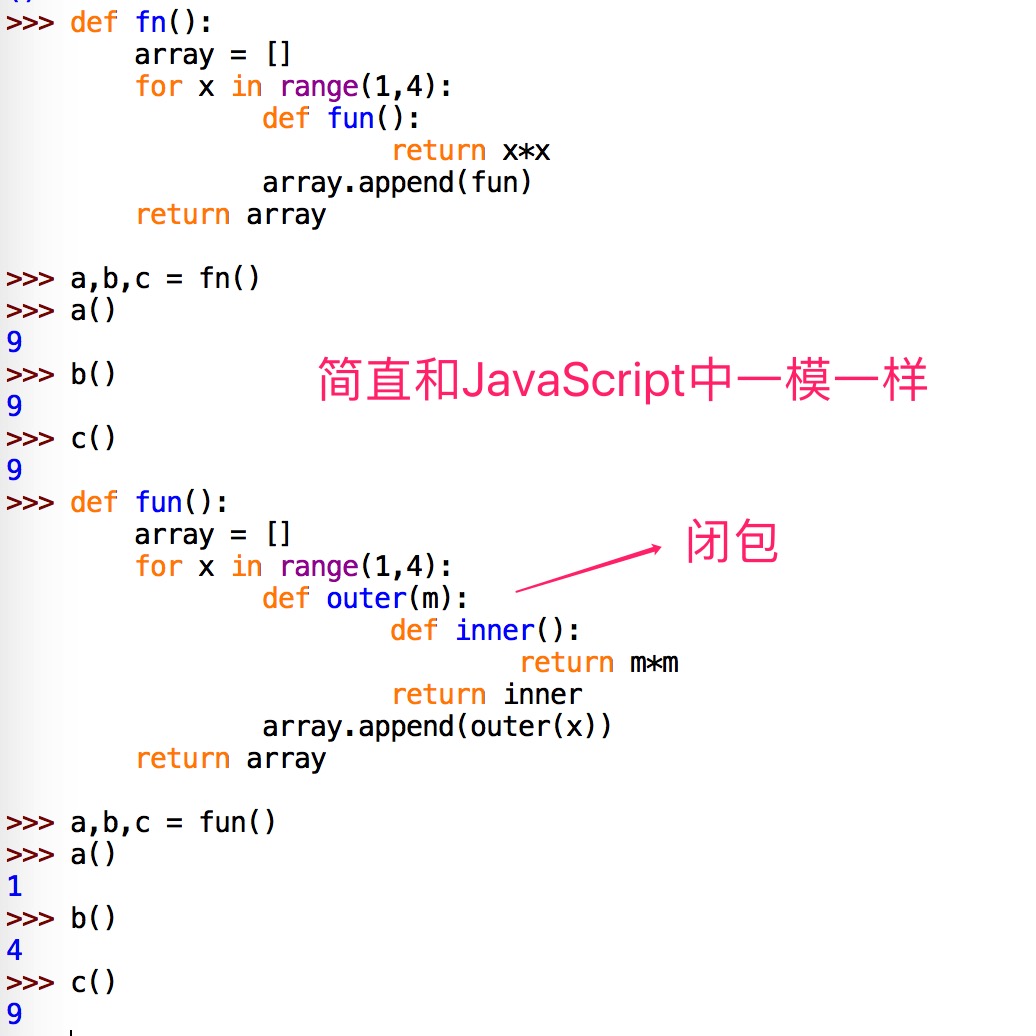 >>> def fn():
        array = []
        for x in range(1,4):
                def fun():
                        return x*x
                array.append(fun)
        return array

>>> a,b,c = fn()
>>> a()
9
>>> b()
9
简直和JavaScript中一模一样
>>> c()
9
>>> def fun():
        array = []
        for x in range(1,4):
                def outer(m):
                        def inner():
                                return m*m
                        return inner
                array.append(outer(x))
        return array
闭包

>>> a,b,c = fun()
>>> a()
1
>>> b()
4
>>> c()
9